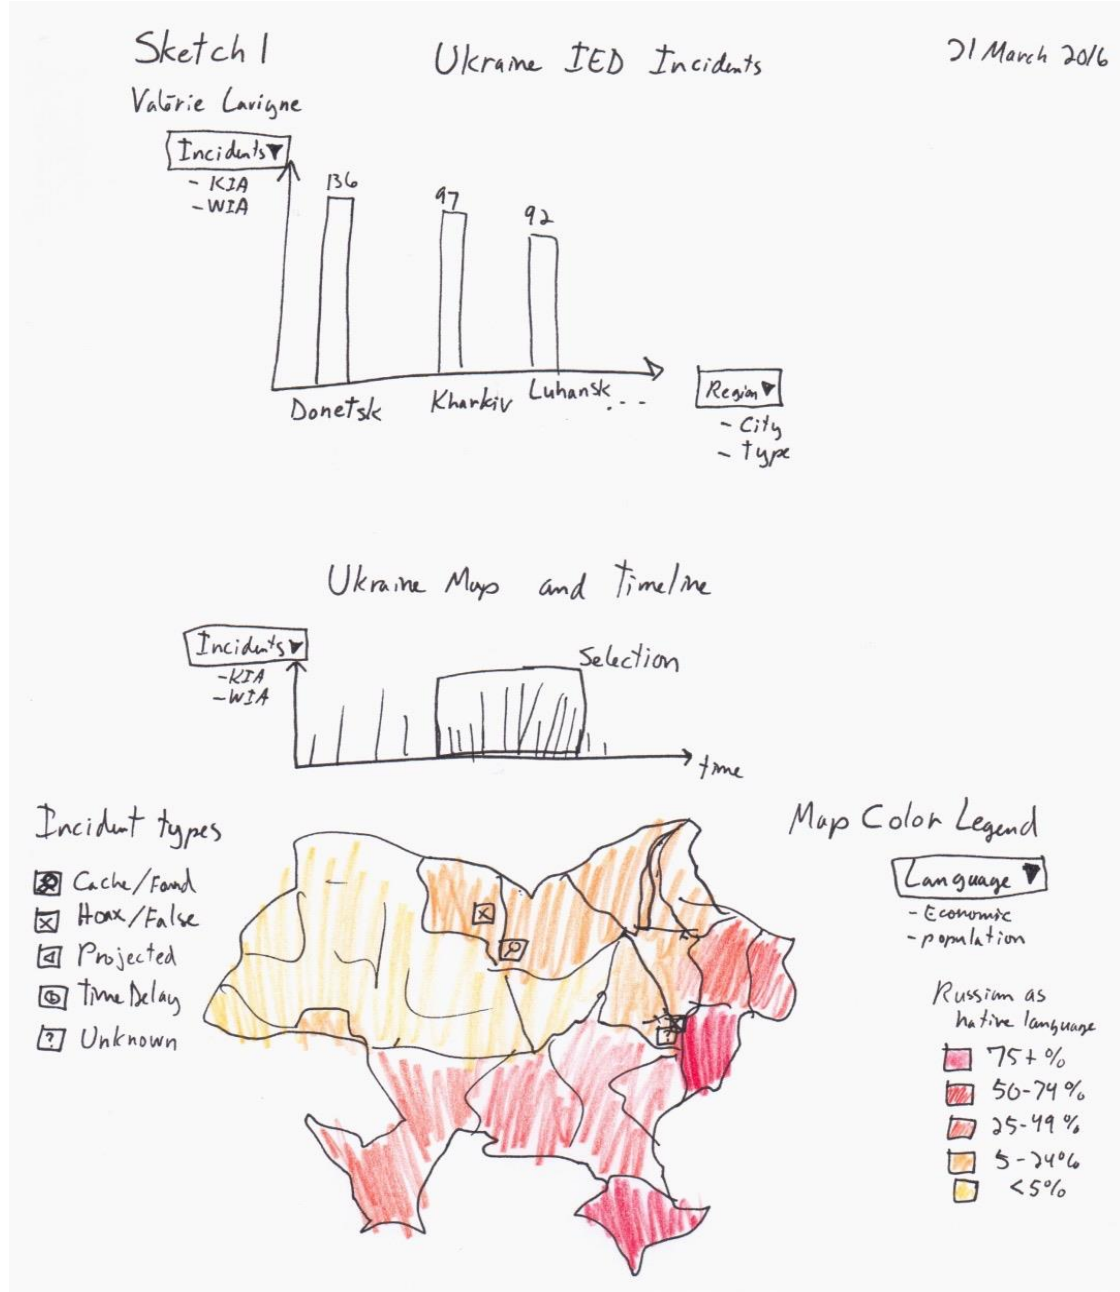 Sketch 1
Ukraine IED Incidents
21 March 2016
Valérie Lavigne
Incidents
- KIA
- WIA
136
97
92
Donetsk
Kharkiv
Luhansk
...
Region
- City
- Type
Ukraine Map and Timeline
Incidents
- KIA
- WIA
Selection
time
Incident types
Cache/Found
Hoax/False
Projected
Time Delay
? Unknown
Map Color Legend
Language
- Economic
- population
Russian as
native language
75+ %
50-74 %
25-49 %
5-24%
<5%